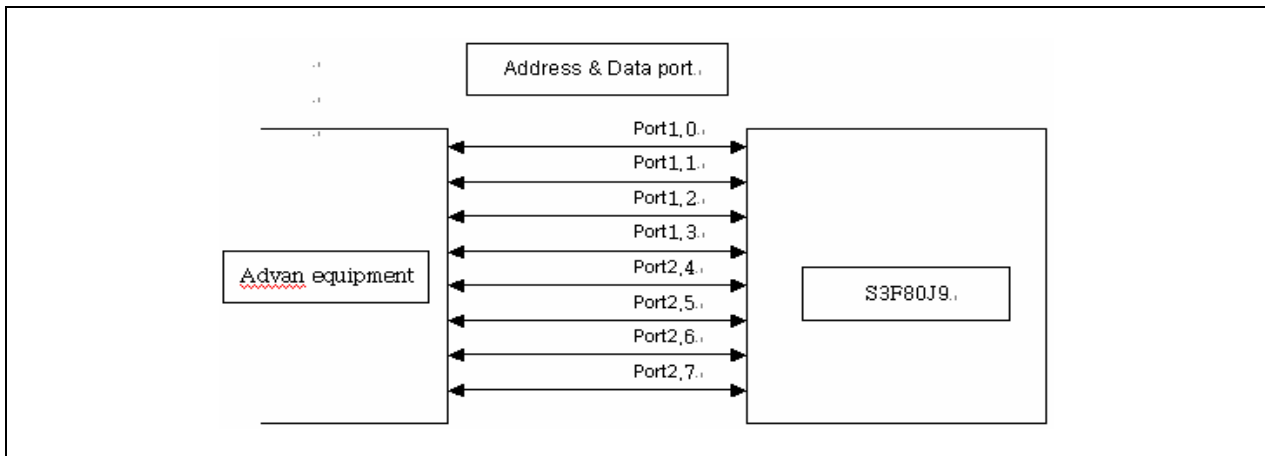 Address & Data port
Port1,0
Port1,1
Port1,2
Port1,3
Port2,4
Port2,5
Port2,6
Port2,7
Advan equipment
S3F80J9